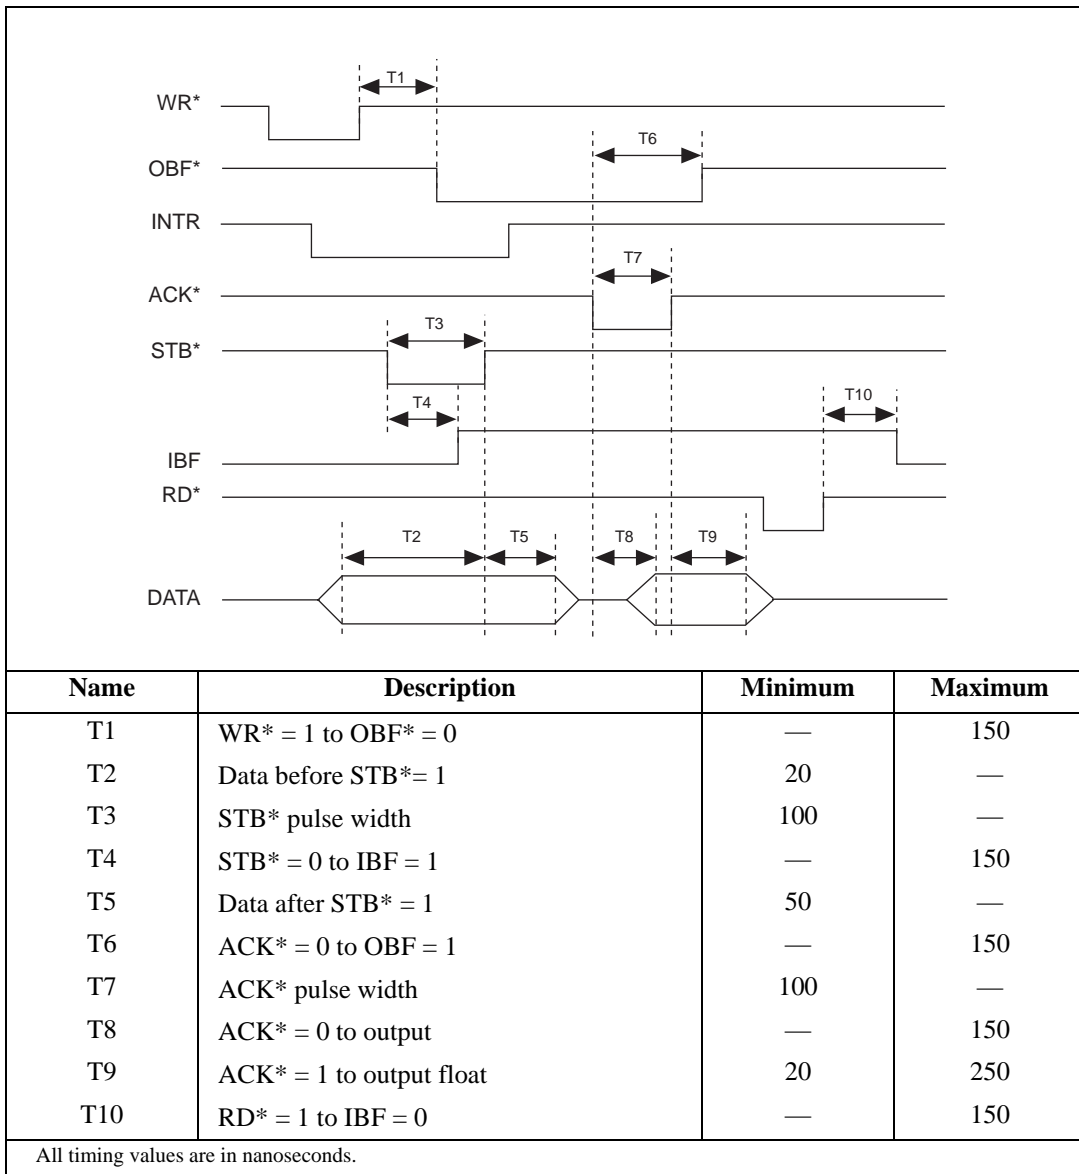 T1
WR*
T6
OBF*
INTR
T7
ACK*
T3
STB*
T4
T10
IBF
RD*
T2 T5 T8 T9
DATA
Name Description Minimum Maximum
T1 WR* = 1 to OBF* = 0 — 150
T2 Data before STB*= 1 20 —
T3 STB* pulse width 100 —
T4 STB* = 0 to IBF = 1 — 150
T5 Data after STB* = 1 50 —
T6 ACK* = 0 to OBF = 1 — 150
T7 ACK* pulse width 100 —
T8 ACK* = 0 to output — 150
T9 ACK* = 1 to output float 20 250
T10 RD* = 1 to IBF = 0 — 150
All timing values are in nanoseconds.